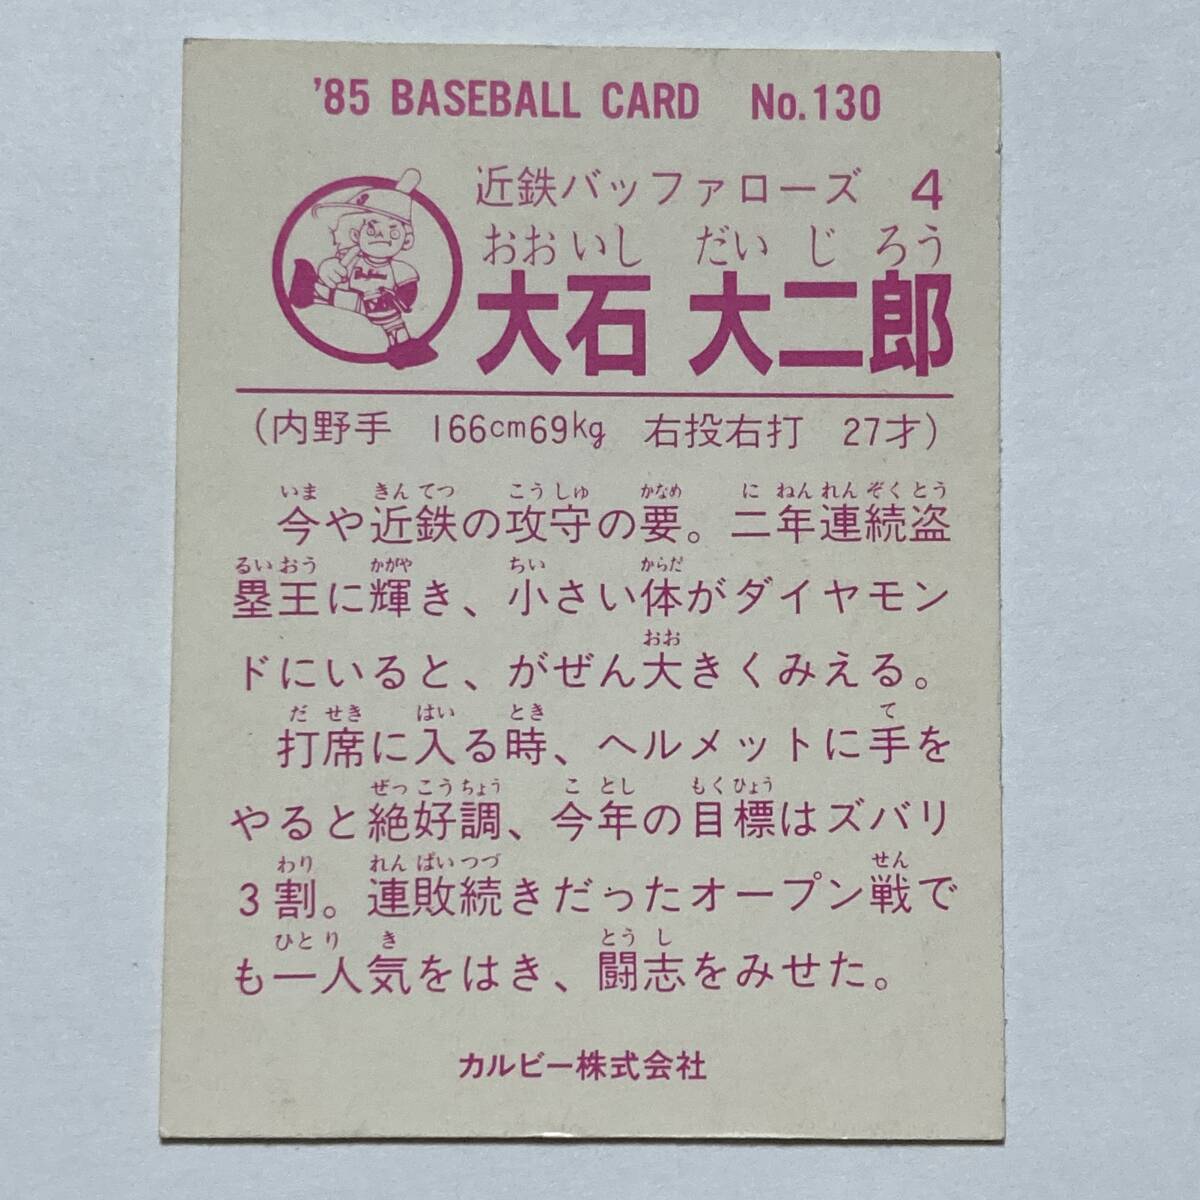 '85 BASEBALL CARD No.130
近鉄バッファローズ 4
おおいし だいじろう
大石 大二郎
(内野手 166cm69kg 右投右打 27才)
いま きんてつ こうしゅ かなめ にねんれんぞくとう
今や近鉄の攻守の要。二年連続盗
るいおう かがや ちい からだ
塁王に輝き、小さい体がダイヤモン
おお
ドにいると、がぜん大きくみえる。
だせき はい とき て
打席に入る時、ヘルメットに手を
ぜっこうちょう ことし もくひょう
やると絶好調、今年の目標はズバリ
わり れんぱいつづ せん
3割。連敗続きだったオープン戦で
ひとり き とうし
も一人気をはき、闘志をみせた。
カルビー株式会社